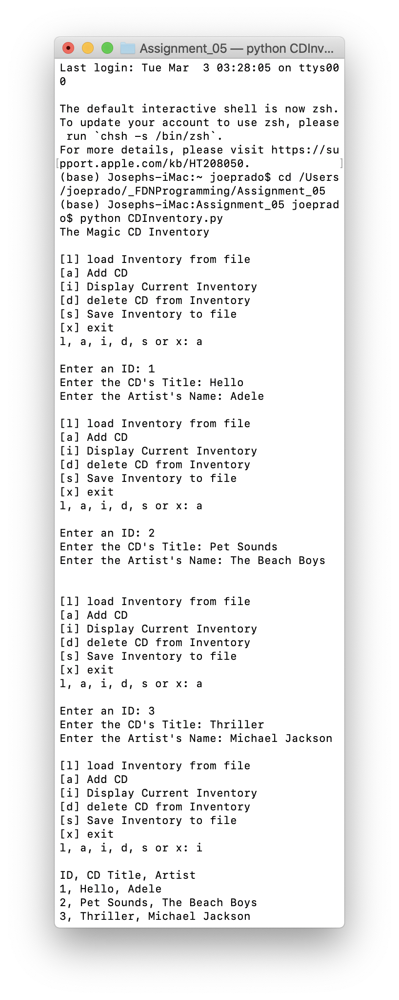 Assignment_05 — python CDInv...
Last login: Tue Mar  3 03:28:05 on ttys00
0
The default interactive shell is now zsh.
To update your account to use zsh, please
 run `chsh -s /bin/zsh`.
For more details, please visit https://su
[pport.apple.com/kb/HT208050.             ]
(base) Josephs-iMac:~ joeprado$ cd /Users
/joeprado/_FDNProgramming/Assignment_05
(base) Josephs-iMac:Assignment_05 joeprad
o$ python CDInventory.py
The Magic CD Inventory
[l] load Inventory from file
[a] Add CD
[i] Display Current Inventory
[d] delete CD from Inventory
[s] Save Inventory to file
[x] exit
l, a, i, d, s or x: a
Enter an ID: 1
Enter the CD's Title: Hello
Enter the Artist's Name: Adele
[l] load Inventory from file
[a] Add CD
[i] Display Current Inventory
[d] delete CD from Inventory
[s] Save Inventory to file
[x] exit
l, a, i, d, s or x: a
Enter an ID: 2
Enter the CD's Title: Pet Sounds
Enter the Artist's Name: The Beach Boys
[l] load Inventory from file
[a] Add CD
[i] Display Current Inventory
[d] delete CD from Inventory
[s] Save Inventory to file
[x] exit
l, a, i, d, s or x: a
Enter an ID: 3
Enter the CD's Title: Thriller
Enter the Artist's Name: Michael Jackson
[l] load Inventory from file
[a] Add CD
[i] Display Current Inventory
[d] delete CD from Inventory
[s] Save Inventory to file
[x] exit
l, a, i, d, s or x: i
ID, CD Title, Artist
1, Hello, Adele
2, Pet Sounds, The Beach Boys
3, Thriller, Michael Jackson